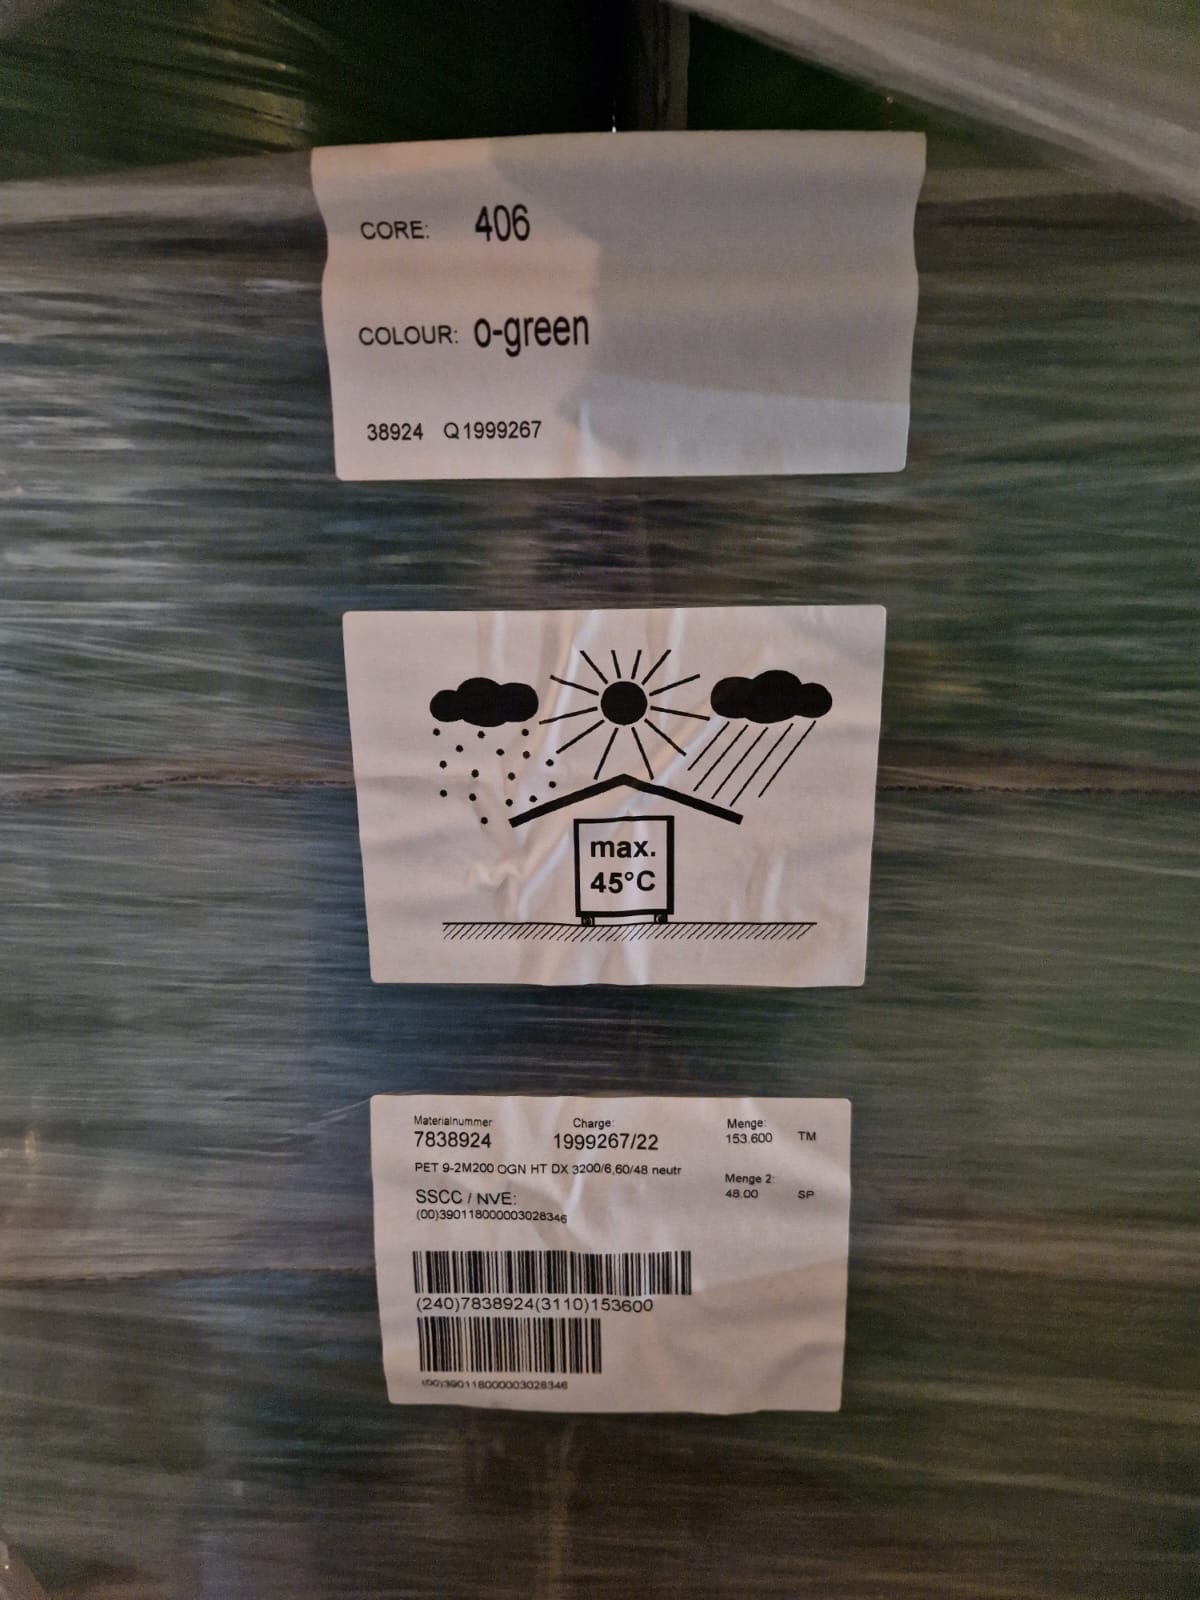 CORE: 406
COLOUR: o-green
38924 Q1999267
max.
45°C
Materialnummer Charge: Menge:
7838924 1999267/22 153.600 TM
PET 9-2M200 OGN HT DX 3200/6,60/48 neutr
Menge 2:
SSCC / NVE: 48.00 SP
(00)390118000003028346
(240)7838924(3110)153600
(00)390118000003028346